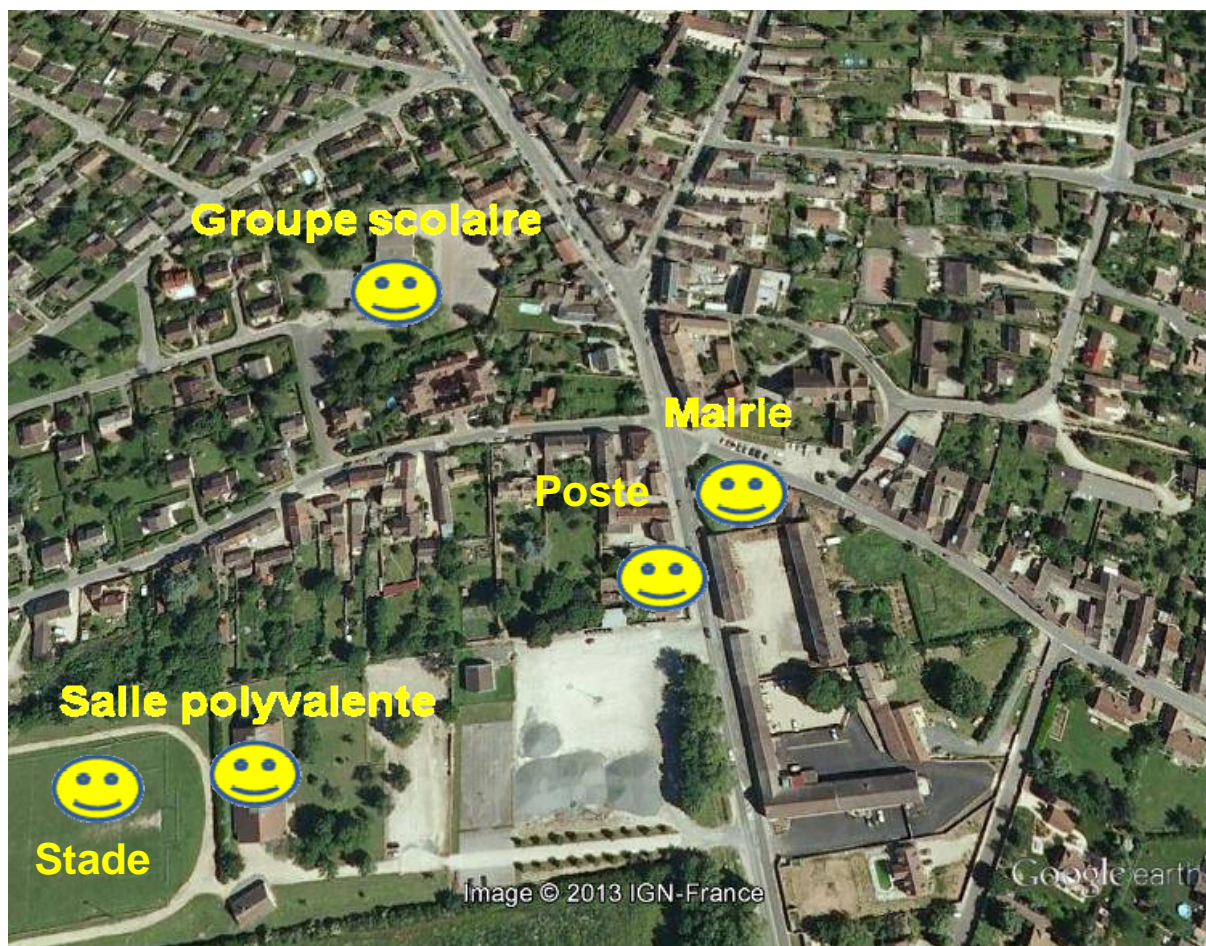 Groupe scolaire
Mairie
Poste
Salle polyvalente
Stade
Image © 2013 IGN-France
Google earth